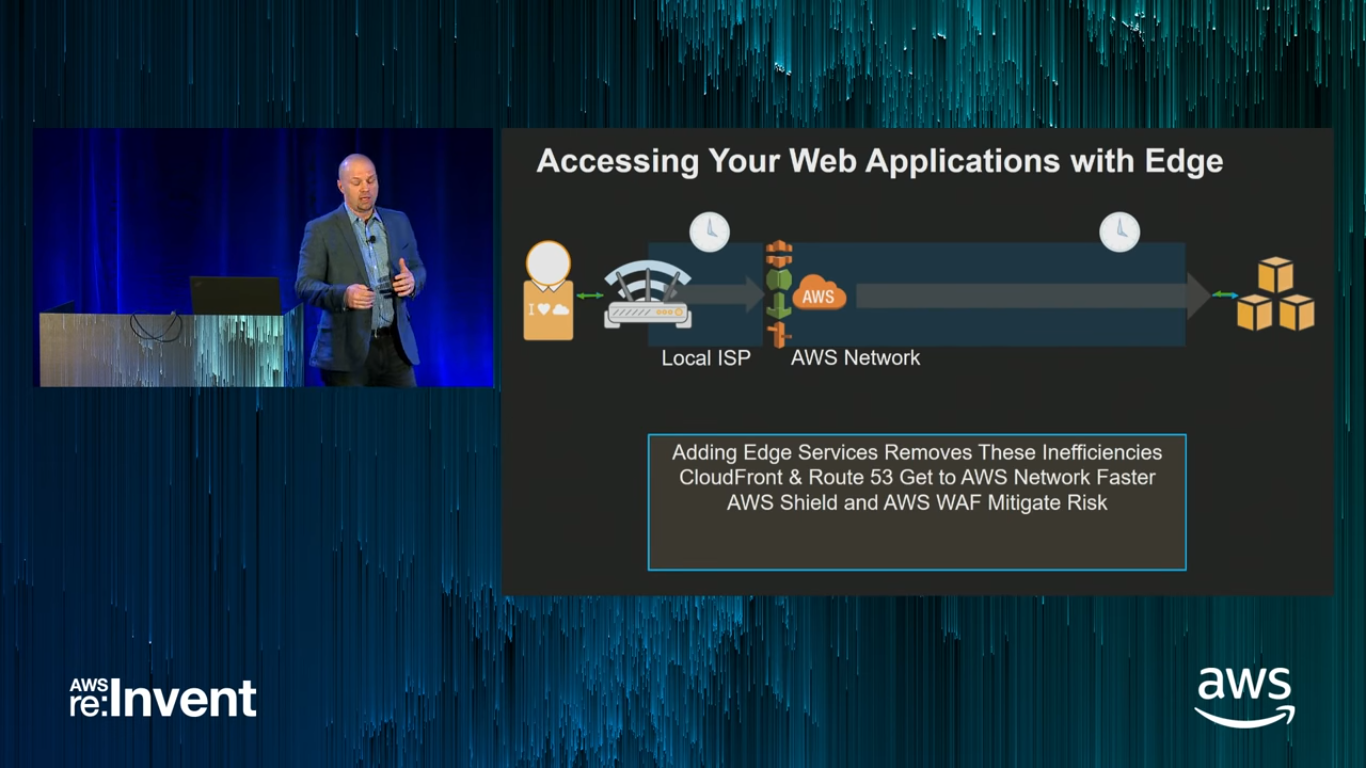 Accessing Your Web Applications with Edge
I ♥
AWS
Local ISP
AWS Network
Adding Edge Services Removes These Inefficiencies
CloudFront & Route 53 Get to AWS Network Faster
AWS Shield and AWS WAF Mitigate Risk
AWS
re:Invent
aws